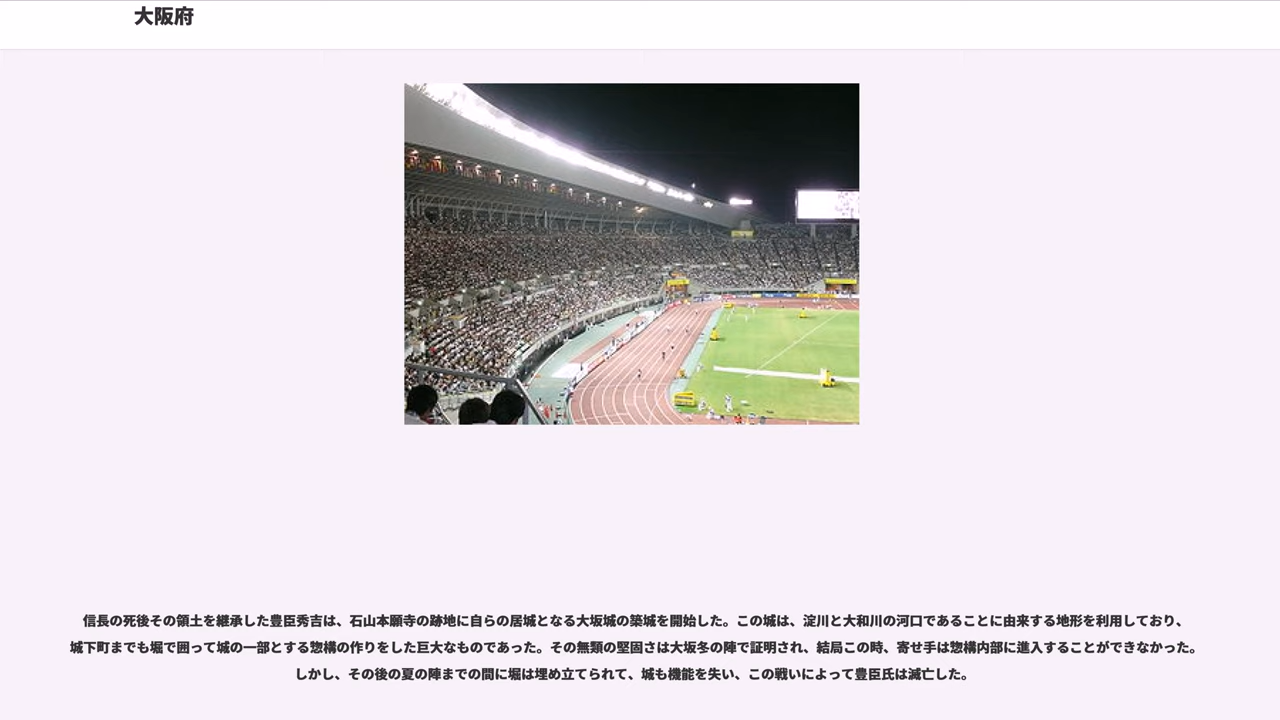 大阪府
信長の死後その領土を継承した豊臣秀吉は、石山本願寺の跡地に自らの居城となる大坂城の築城を開始した。この城は、淀川と大和川の河口であることに由来する地形を利用しており、
城下町までも堀で囲って城の一部とする惣構の作りをした巨大なものであった。その無類の堅固さは大坂冬の陣で証明され、結局この時、寄せ手は惣構内部に進入することができなかった。
しかし、その後の夏の陣までの間に堀は埋め立てられて、城も機能を失い、この戦いによって豊臣氏は滅亡した。